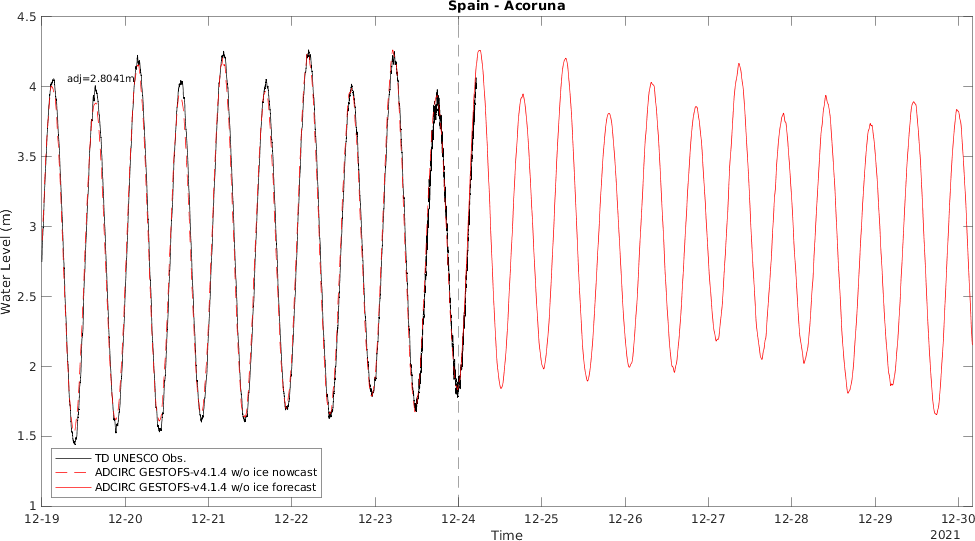 Spain - Acoruna
4.5
4
3.5
3
2.5
2
1.5
1
Water Level (m)
adj=2.8041m
TD UNESCO Obs.
ADCIRC GESTOFS-v4.1.4 w/o ice nowcast
ADCIRC GESTOFS-v4.1.4 w/o ice forecast
12-19 12-20 12-21 12-22 12-23 12-24 12-25 12-26 12-27 12-28 12-29 12-30
Time
2021